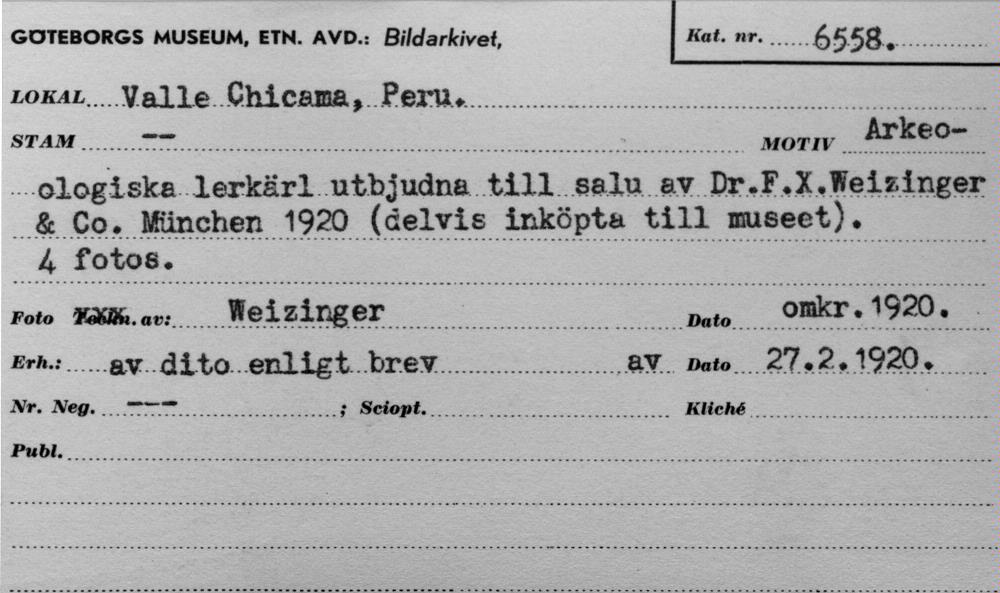 GÖTEBORGS MUSEUM, ETN. AVD.: Bildarkivet,
Kat. nr. 6558.
LOKAL Valle Chicama, Peru.
STAM --
MOTIV Arkeo-
ologiska lerkärl utbjudna till salu av Dr.F.X.Weizinger
& Co. München 1920 (delvis inköpta till museet).
4 fotos.
Foto Teckn. av: Weizinger Dato omkr.1920.
Erh.: av dito enligt brev av Dato 27.2.1920.
Nr. Neg. --- ; Sciopt. Kliché
Publ.